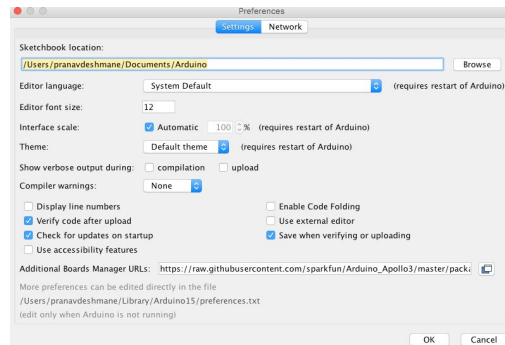 Preferences
Settings Network
Sketchbook location:
/Users/pranavdeshmane/Documents/Arduino Browse
Editor language: System Default (requires restart of Arduino)
Editor font size: 12
Interface scale: Automatic 100 % (requires restart of Arduino)
Theme: Default theme (requires restart of Arduino)
Show verbose output during: compilation upload
Compiler warnings: None
Display line numbers Enable Code Folding
Verify code after upload Use external editor
Check for updates on startup Save when verifying or uploading
Use accessibility features
Additional Boards Manager URLs: https://raw.githubusercontent.com/sparkfun/Arduino_Apollo3/master/packa
More preferences can be edited directly in the file
/Users/pranavdeshmane/Library/Arduino15/preferences.txt
(edit only when Arduino is not running)
OK Cancel